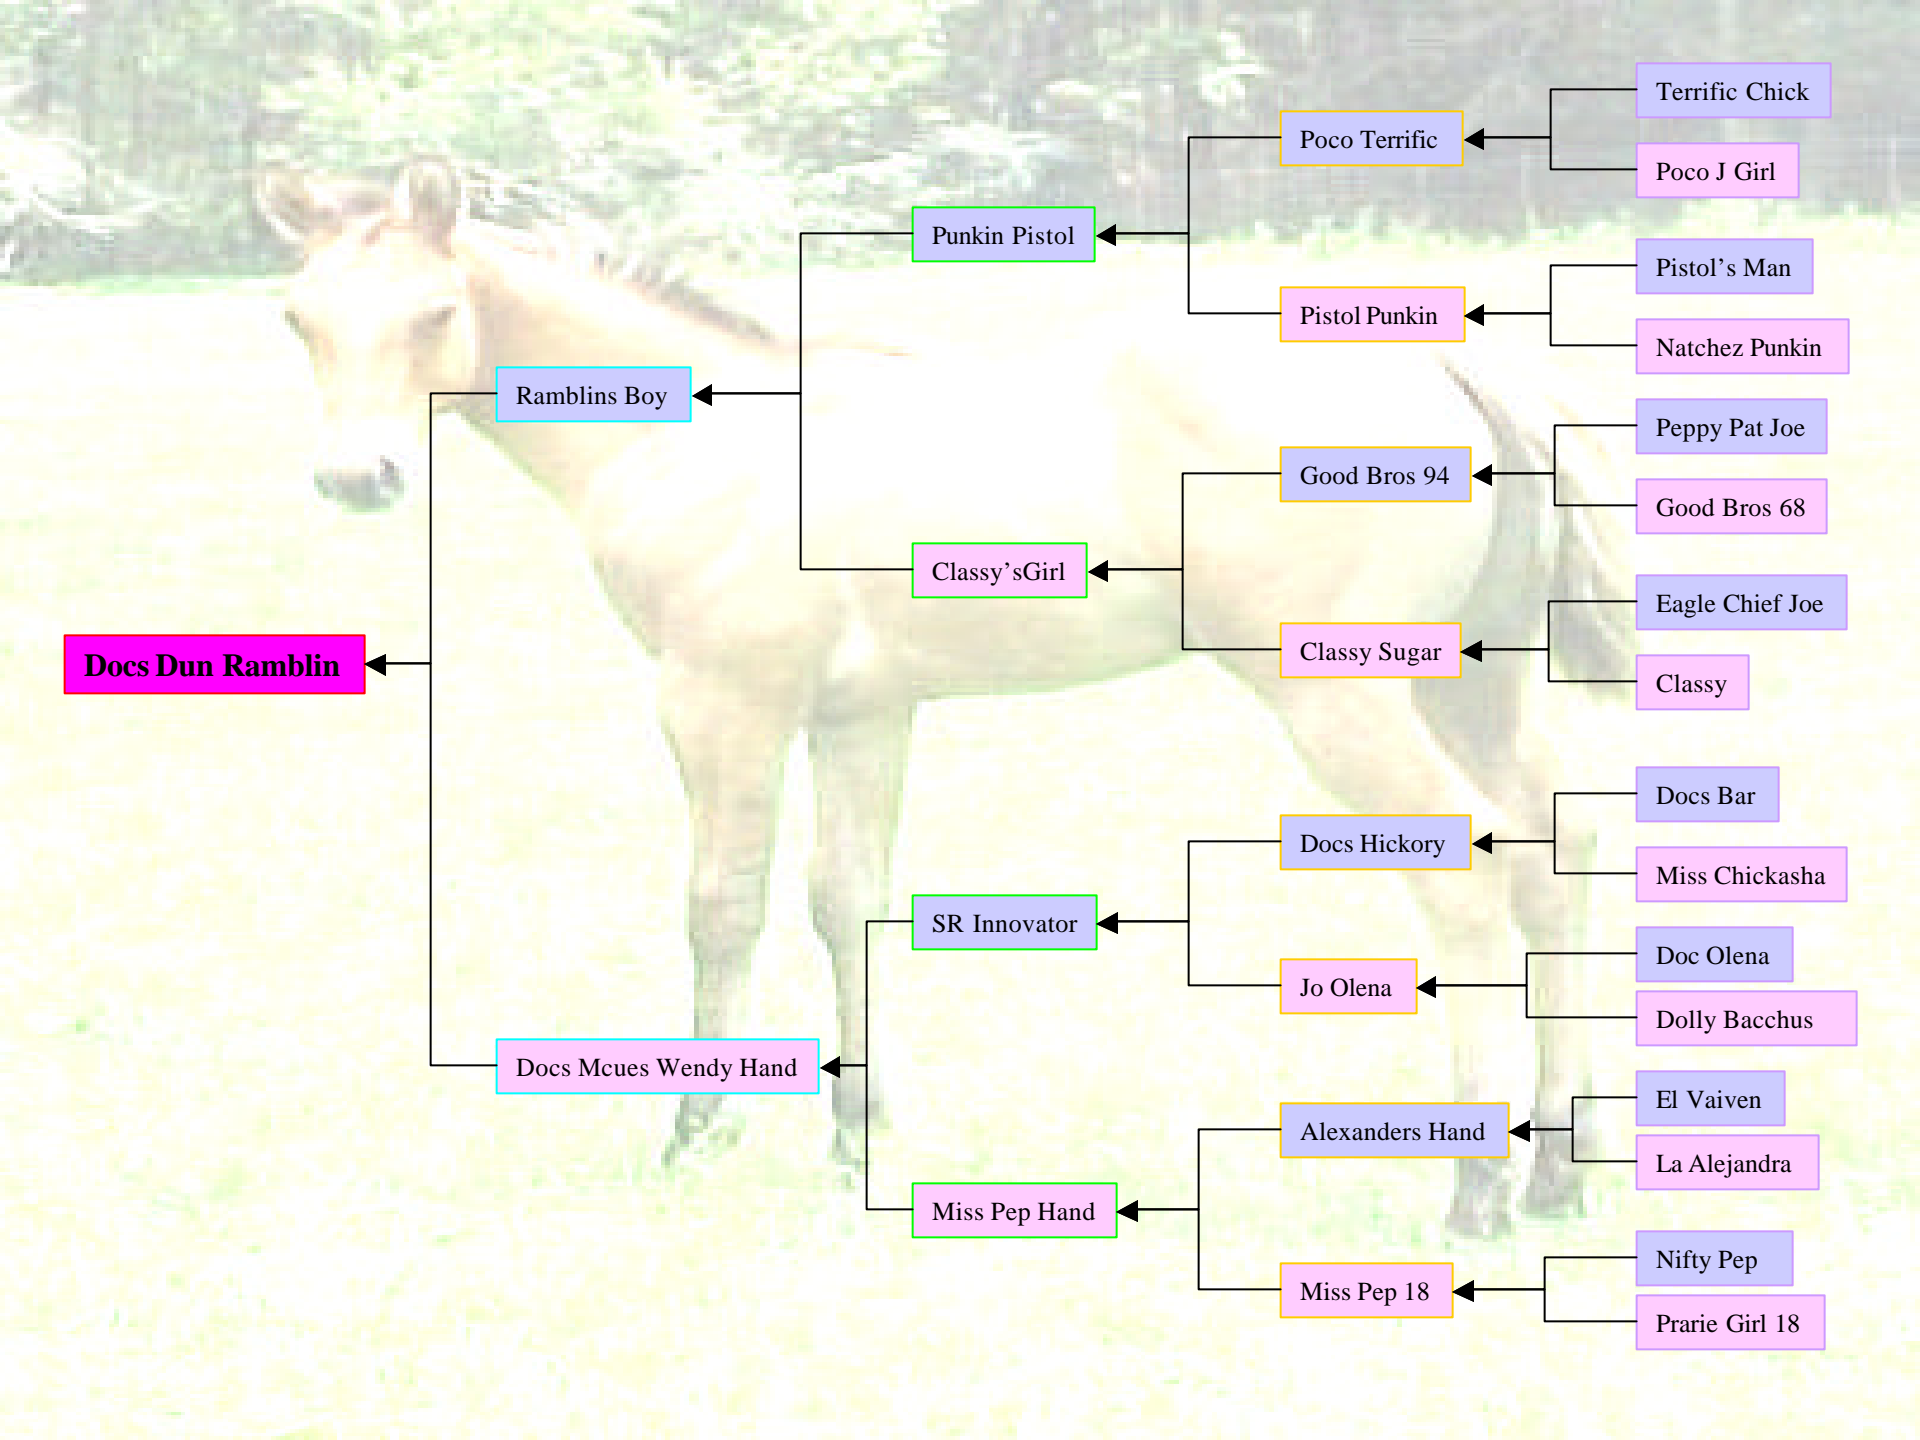 Terrific Chick
Poco Terrific
Poco J Girl
Punkin Pistol
Pistol’s Man
Pistol Punkin
Natchez Punkin
Ramblins Boy
Peppy Pat Joe
Good Bros 94
Good Bros 68
Classy’sGirl
Eagle Chief Joe
Classy Sugar
Classy
Docs Dun Ramblin
Docs Bar
Docs Hickory
Miss Chickasha
SR Innovator
Doc Olena
Jo Olena
Dolly Bacchus
Docs Mcues Wendy Hand
El Vaiven
Alexanders Hand
La Alejandra
Miss Pep Hand
Nifty Pep
Miss Pep 18
Prarie Girl 18